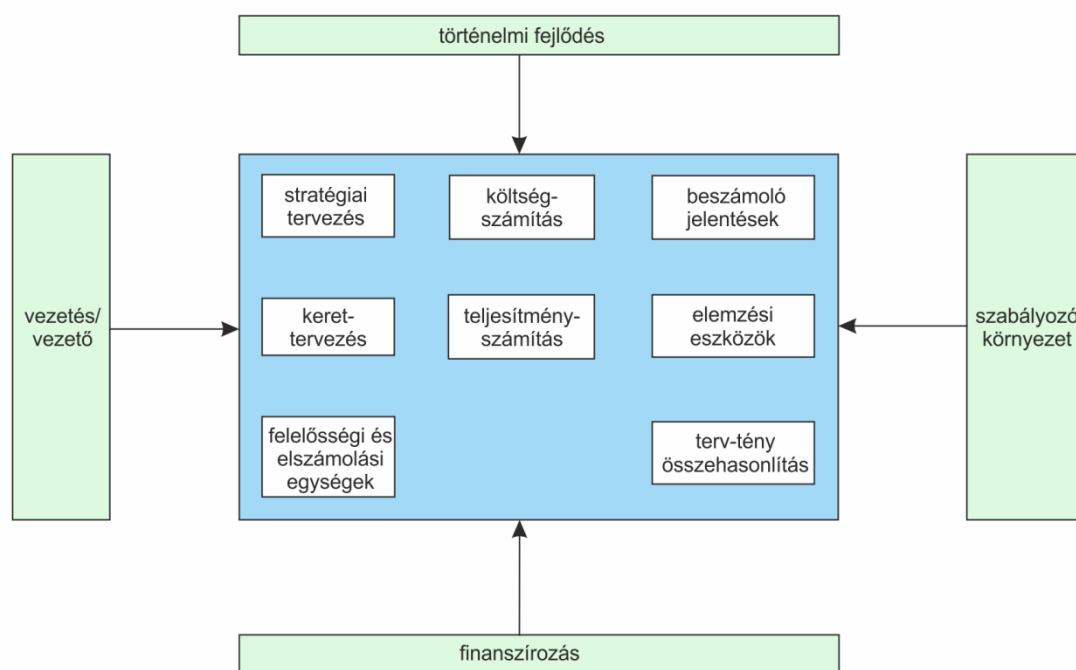 történelmi fejlődés
vezetés/
vezető
stratégiai
tervezés
költség-
számítás
beszámoló
jelentések
keret-
tervezés
teljesítmény-
számítás
elemzési
eszközök
felelősségi és
elszámolási
egységek
terv-tény
összehasonlítás
szabályozó
környezet
finanszírozás